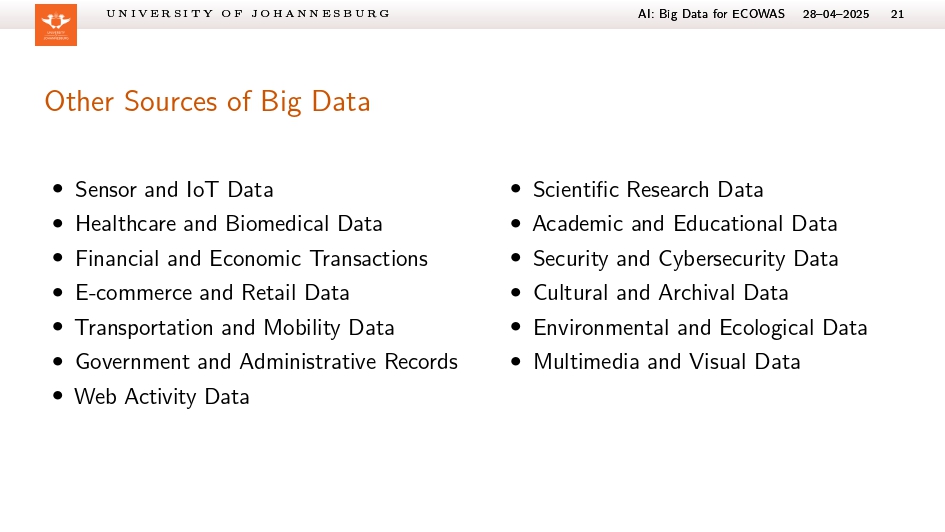 UNIVERSITY OF JOHANNESBURG
AI: Big Data for ECOWAS 28–04–2025 21
UNIVERSITY
JOHANNESBURG
Other Sources of Big Data
• Sensor and IoT Data
• Healthcare and Biomedical Data
• Financial and Economic Transactions
• E-commerce and Retail Data
• Transportation and Mobility Data
• Government and Administrative Records
• Web Activity Data
• Scientific Research Data
• Academic and Educational Data
• Security and Cybersecurity Data
• Cultural and Archival Data
• Environmental and Ecological Data
• Multimedia and Visual Data